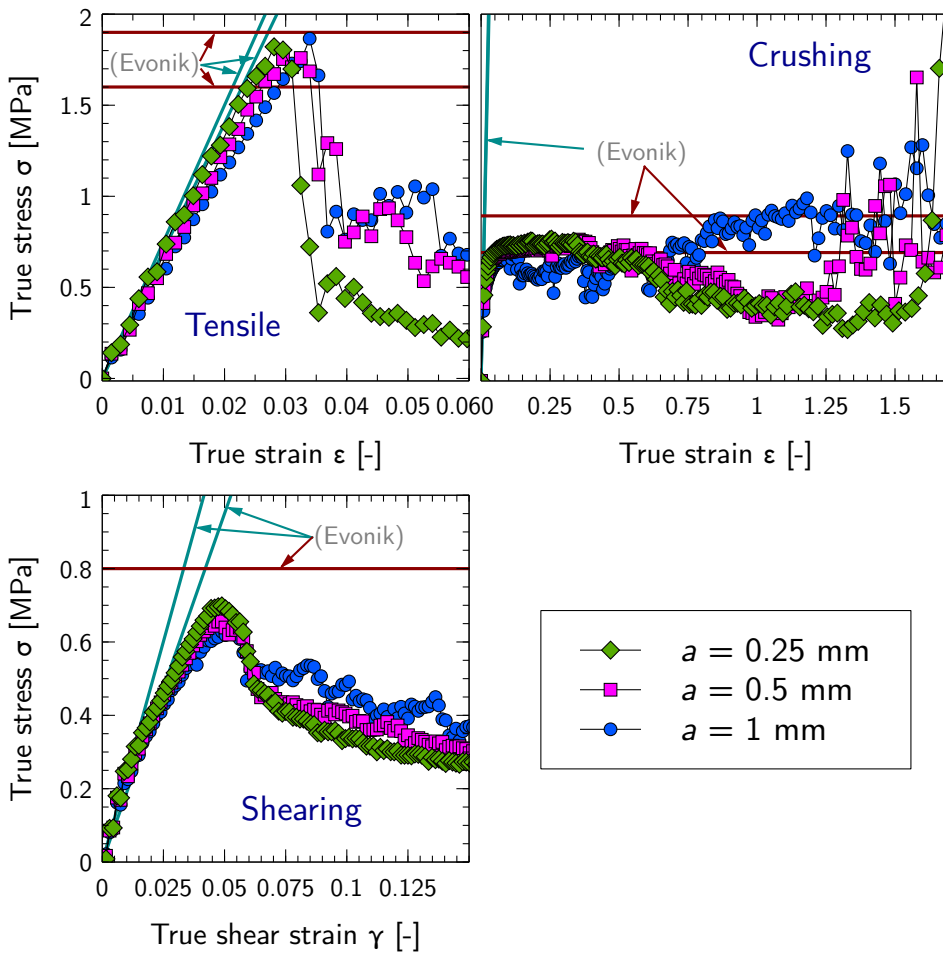 True stress σ [MPa]
2
1.5
1
0.5
0
(Evonik)
Tensile
0 0.01 0.02 0.03 0.04 0.05 0.06
True strain ε [-]
Crushing
(Evonik)
0 0.25 0.5 0.75 1 1.25 1.5
True strain ε [-]
True stress σ [MPa]
1
0.8
0.6
0.4
0.2
0
(Evonik)
Shearing
0 0.025 0.05 0.075 0.1 0.125
True shear strain γ [-]
a = 0.25 mm
a = 0.5 mm
a = 1 mm